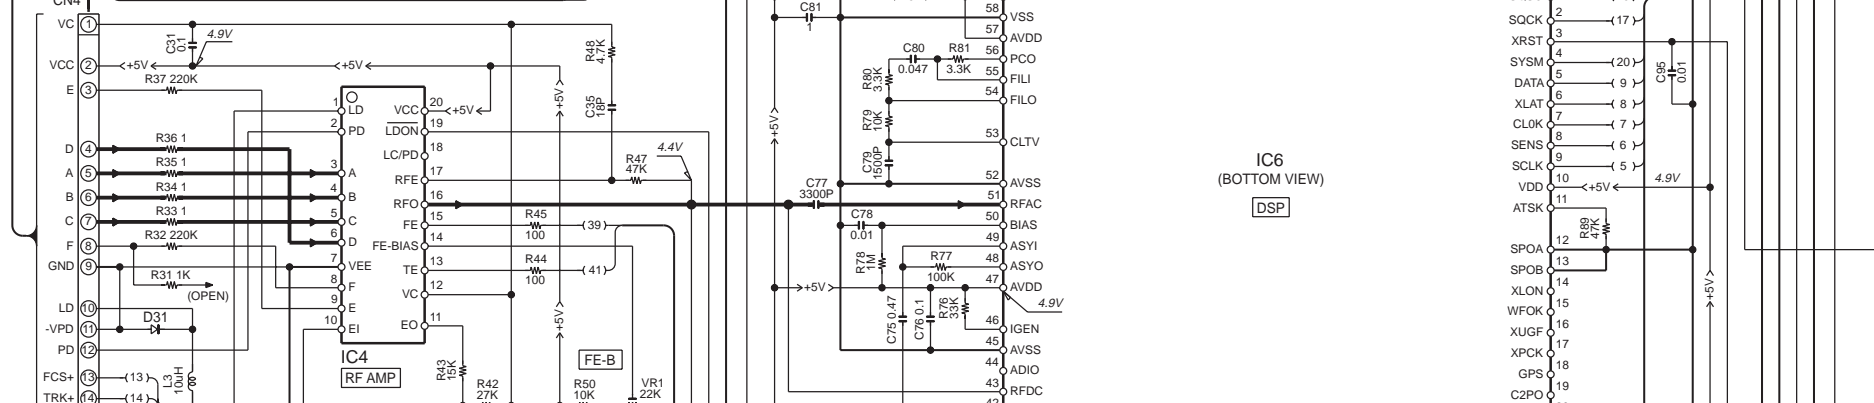 CN4
VC 1
VCC 2
E 3
D 4
A 5
B 6
C 7
F 8
GND 9
LD 10
-VPD 11
PD 12
FCS+ 13 (13)
TRK+ 14 (14)
C31 0.1
4.9V
+5V
+5V
R37 220K
R36 1
R35 1
R34 1
R33 1
R32 220K
R31 1K
(OPEN)
D31
L3 10uH
1 LD
2 PD
3 A
4 B
5 C
6 D
7 VEE
8 F
9 E
10 EI
VCC 20
+5V
LDON 19
LC/PD 18
RFE 17
RFO 16
FE 15
FE-BIAS 14
TE 13
VC 12
EO 11
IC4
RF AMP
R43 15K
R42 27K
R45 100
(39)
R44 100
(41)
+5V
+5V
FE-B
R50 10K
VR1 22K
R48 4.7K
C35 18P
R47 47K
4.4V
+5V
C81 1
C80 0.047
R81 3.3K
R80 3.3K
R79 10K
C79 1500P
C77 3300P
C78 0.01
R78 1M
R77 100K
+5V
C75 0.47
C76 0.1
R76 33K
4.9V
58 VSS
57 AVDD
56 PCO
55 FILI
54 FILO
53 CLTV
52 AVSS
51 RFAC
50 BIAS
49 ASYI
48 ASYO
47 AVDD
46 IGEN
45 AVSS
44 ADIO
43 RFDC
42
IC6
(BOTTOM VIEW)
DSP
SQCK 2 (17)
XRST 3
SYSM 4 (20)
DATA 5 (9)
XLAT 6 (8)
CL0K 7 (7)
SENS 8 (6)
SCLK 9 (5)
VDD 10 +5V 4.9V
ATSK 11
SPOA 12
SPOB 13
XLON 14
WFOK 15
XUGF 16
XPCK 17
GPS 18
C2PO 19
R89 47K
C95 0.01
+5V